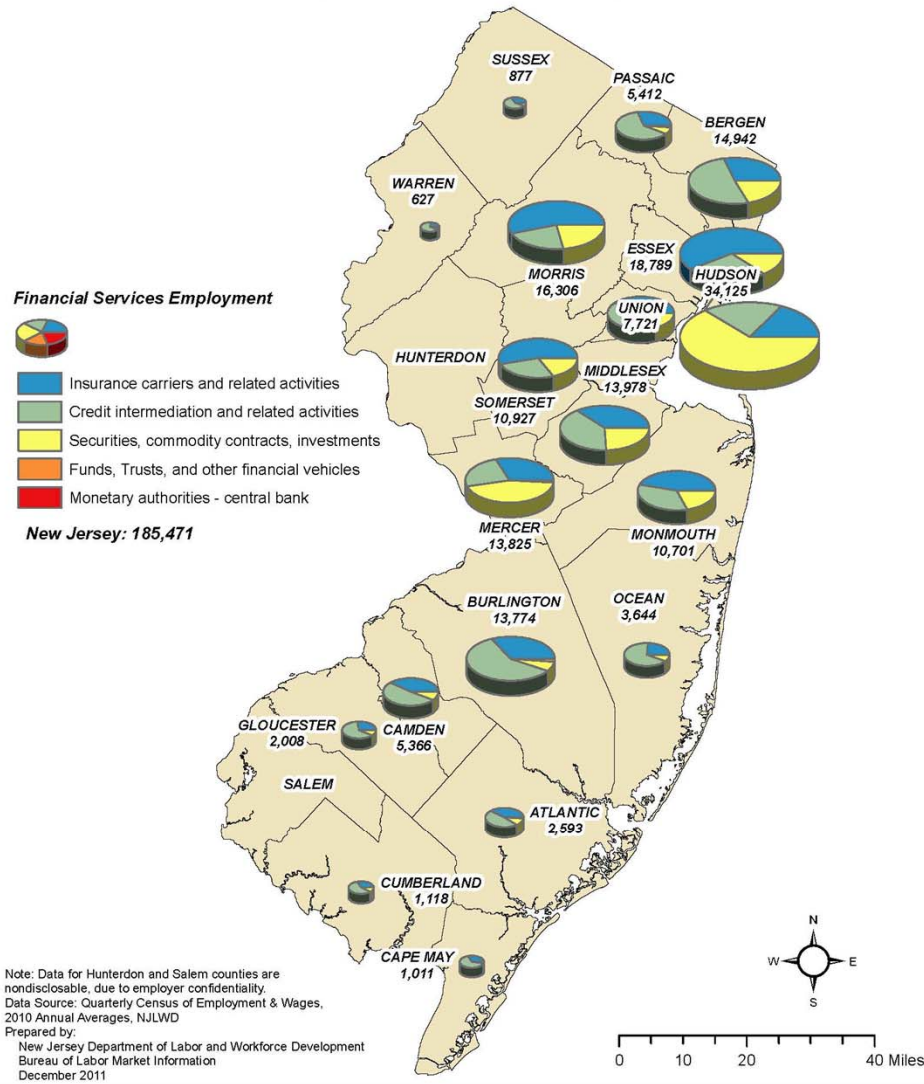 SUSSEX
877
PASSAIC
5,412
BERGEN
14,942
WARREN
627
ESSEX
18,789
HUDSON
34,125
MORRIS
16,306
UNION
7,721
Financial Services Employment
Insurance carriers and related activities
Credit intermediation and related activities
Securities, commodity contracts, investments
Funds, Trusts, and other financial vehicles
Monetary authorities - central bank
New Jersey: 185,471
HUNTERDON
MIDDLESEX
13,978
SOMERSET
10,927
MERCER
13,825
MONMOUTH
10,701
BURLINGTON
13,774
OCEAN
3,644
GLOUCESTER
2,008
CAMDEN
5,366
SALEM
ATLANTIC
2,593
CUMBERLAND
1,118
CAPE MAY
1,011
N
W
E
S
Note: Data for Hunterdon and Salem counties are
nondisclosable, due to employer confidentiality.
Data Source: Quarterly Census of Employment & Wages,
2010 Annual Averages, NJLWD
Prepared by:
New Jersey Department of Labor and Workforce Development
Bureau of Labor Market Information
December 2011
0 10 20 40 Miles